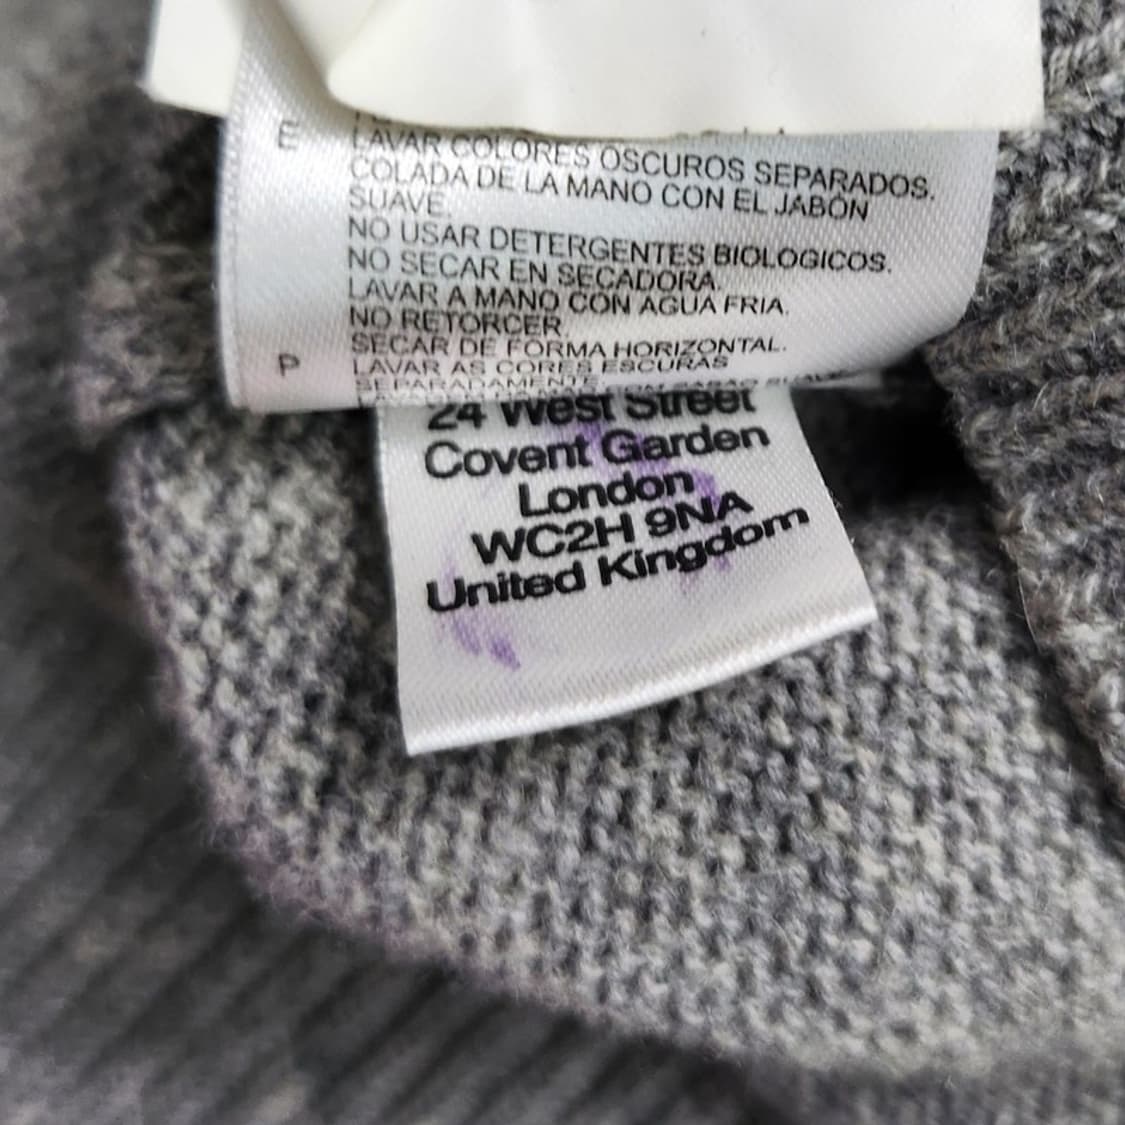 E LAVAR COLORES OSCUROS SEPARADOS.
COLADA DE LA MANO CON EL JABÓN
SUAVE.
NO USAR DETERGENTES BIOLOGICOS.
NO SECAR EN SECADORA.
LAVAR A MANO CON AGUA FRIA.
NO RETORCER.
SECAR DE FORMA HORIZONTAL.
P LAVAR AS CORES ESCURAS
SEPARADAMENTE
24 West Street
Covent Garden
London
WC2H 9NA
United Kingdom